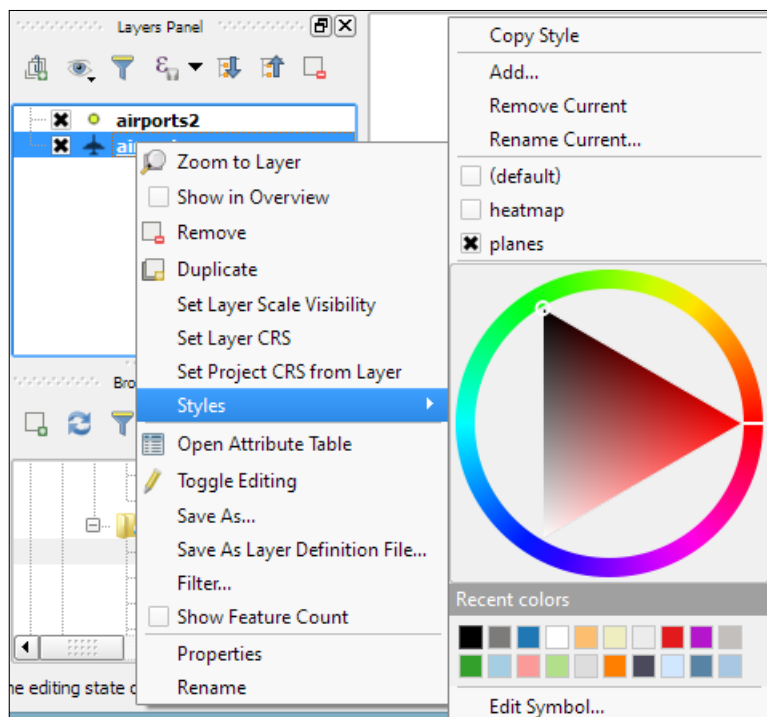 Layers Panel
airports2
Zoom to Layer
Show in Overview
Remove
Duplicate
Set Layer Scale Visibility
Set Layer CRS
Set Project CRS from Layer
Styles
Open Attribute Table
Toggle Editing
Save As...
Save As Layer Definition File...
Filter...
Show Feature Count
Properties
Rename
Copy Style
Add...
Remove Current
Rename Current...
(default)
heatmap
planes
Recent colors
Edit Symbol...
Bro
ne editing state